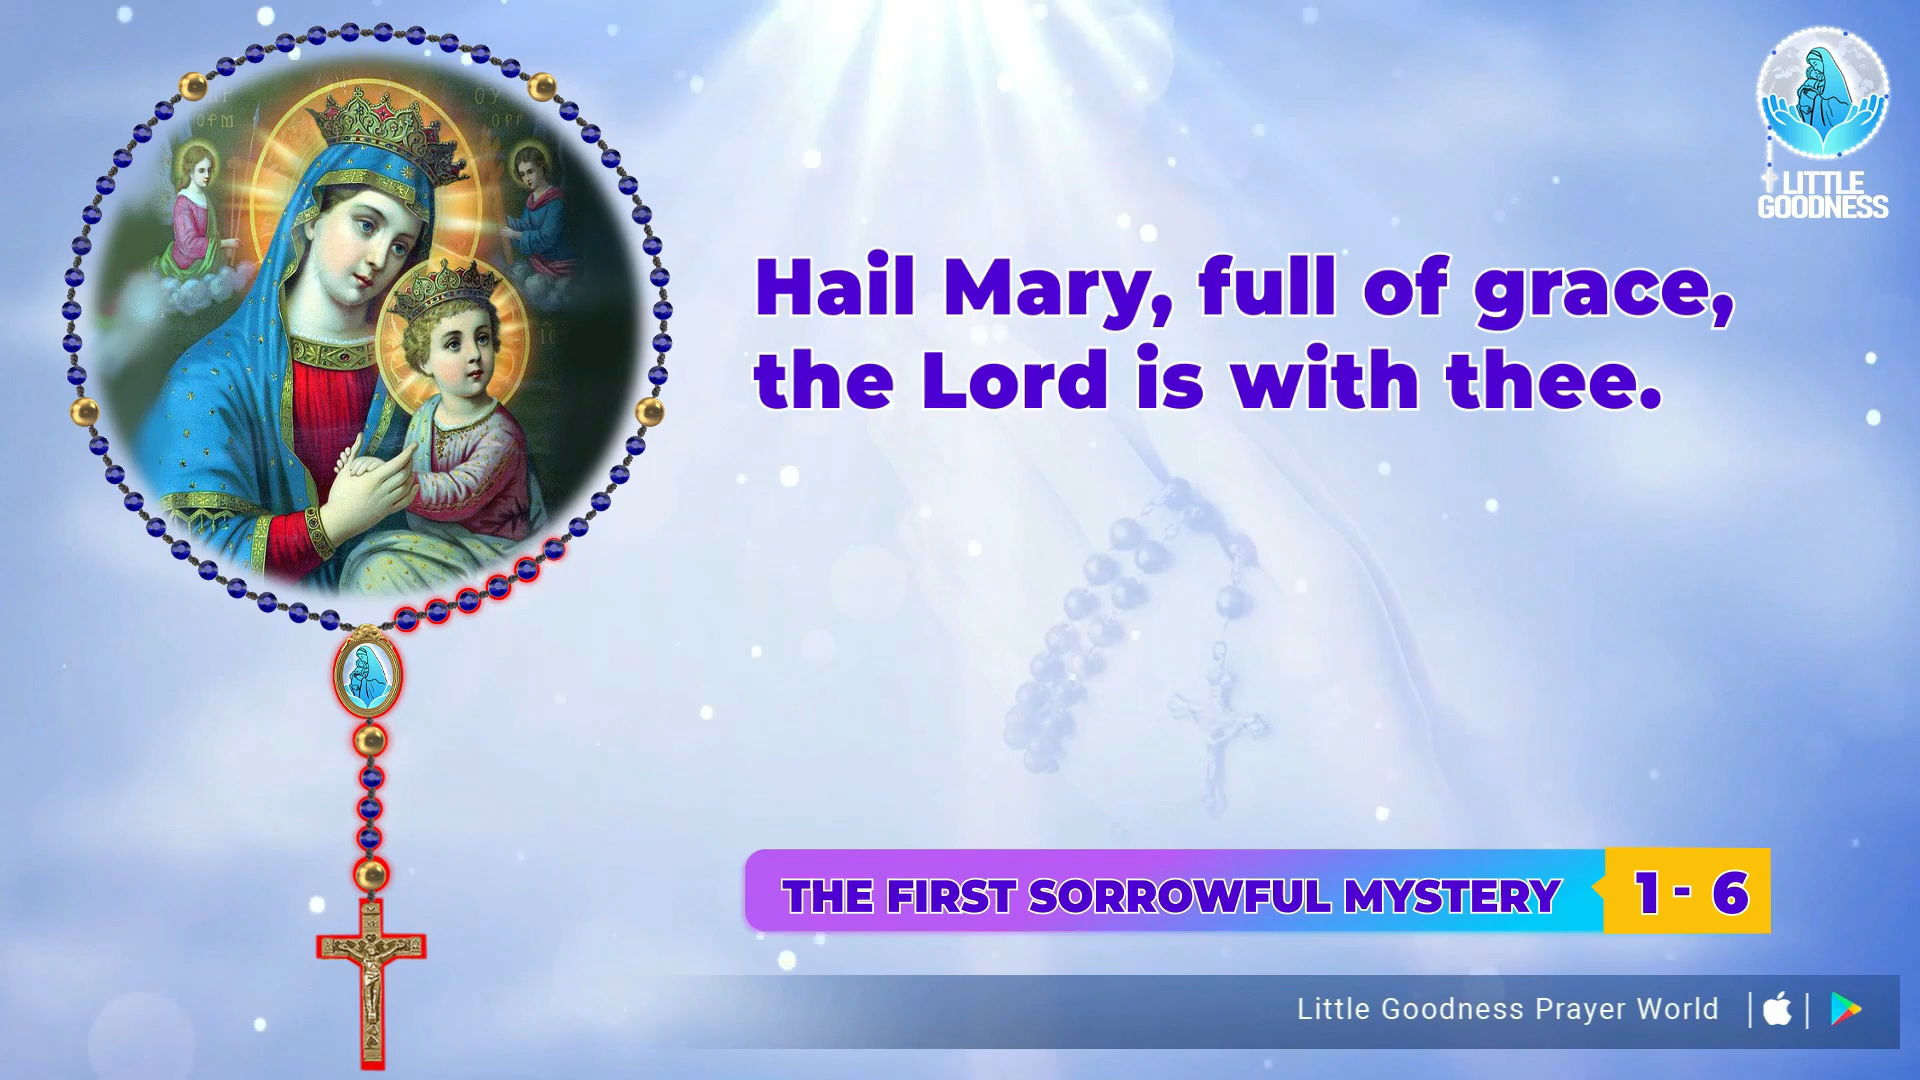 LITTLE
GOODNESS
Hail Mary, full of grace,
the Lord is with thee.
THE FIRST SORROWFUL MYSTERY 1 - 6
Little Goodness Prayer World